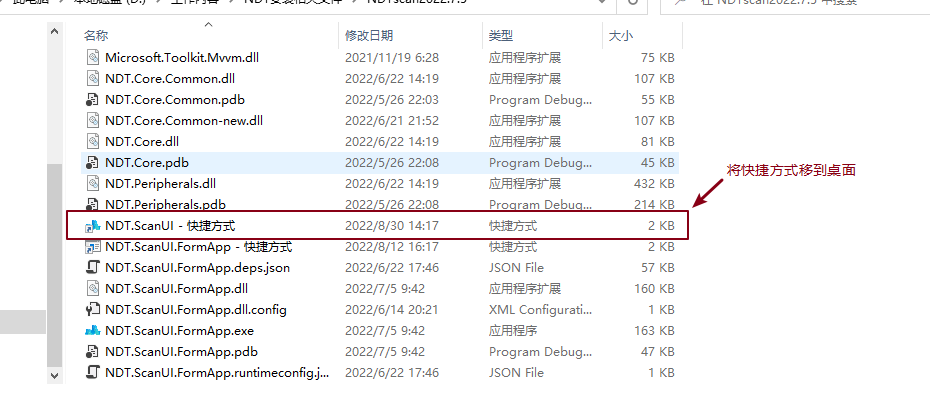 此电脑 本地磁盘 (D:) 工作内容 NDT安装相关文件 NDTscan2022.7.5
在 NDTscan2022.7.5 中搜索
名称 修改日期 类型 大小
Microsoft.Toolkit.Mvvm.dll 2021/11/19 6:28 应用程序扩展 75 KB
NDT.Core.Common.dll 2022/6/22 14:19 应用程序扩展 107 KB
NDT.Core.Common.pdb 2022/5/26 22:03 Program Debug... 55 KB
NDT.Core.Common-new.dll 2022/6/21 21:52 应用程序扩展 107 KB
NDT.Core.dll 2022/6/22 14:19 应用程序扩展 81 KB
NDT.Core.pdb 2022/5/26 22:08 Program Debug... 45 KB
NDT.Peripherals.dll 2022/6/22 14:19 应用程序扩展 432 KB
NDT.Peripherals.pdb 2022/5/26 22:08 Program Debug... 214 KB
NDT.ScanUI - 快捷方式 2022/8/30 14:17 快捷方式 2 KB
NDT.ScanUI.FormApp - 快捷方式 2022/8/12 16:17 快捷方式 2 KB
NDT.ScanUI.FormApp.deps.json 2022/6/22 17:46 JSON File 57 KB
NDT.ScanUI.FormApp.dll 2022/7/5 9:42 应用程序扩展 160 KB
NDT.ScanUI.FormApp.dll.config 2022/6/14 20:21 XML Configurati... 1 KB
NDT.ScanUI.FormApp.exe 2022/7/5 9:42 应用程序 163 KB
NDT.ScanUI.FormApp.pdb 2022/7/5 9:42 Program Debug... 47 KB
NDT.ScanUI.FormApp.runtimeconfig.j... 2022/6/22 17:46 JSON File 1 KB
将快捷方式移到桌面